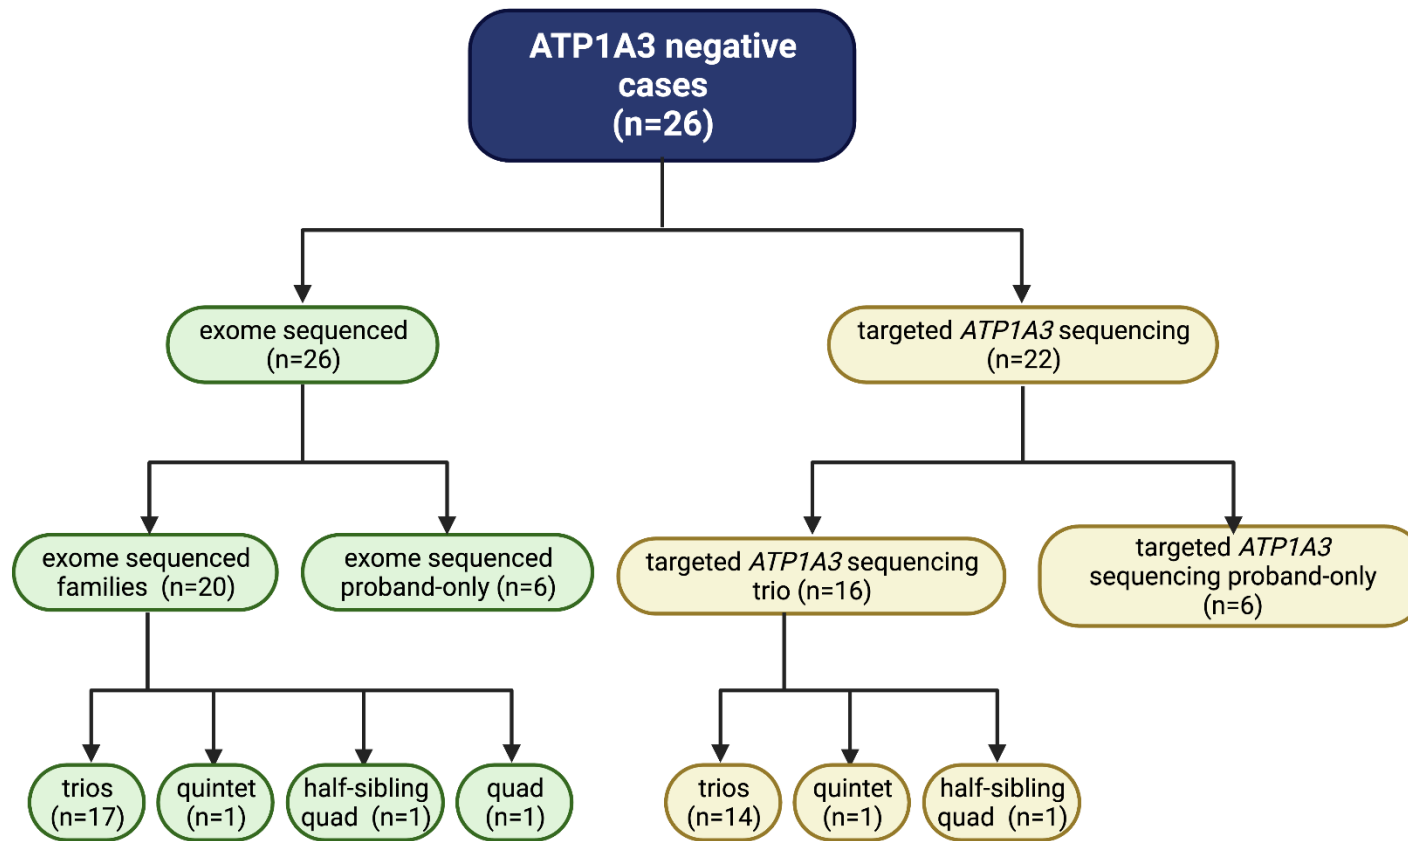 ATP1A3 negative
cases
(n=26)
exome sequenced
(n=26)
targeted ATP1A3 sequencing
(n=22)
exome sequenced
families (n=20)
exome sequenced
proband-only (n=6)
targeted ATP1A3 sequencing
trio (n=16)
targeted ATP1A3
sequencing proband-only
(n=6)
trios
(n=17)
quintet
(n=1)
half-sibling
quad (n=1)
quad
(n=1)
trios
(n=14)
quintet
(n=1)
half-sibling
quad (n=1)